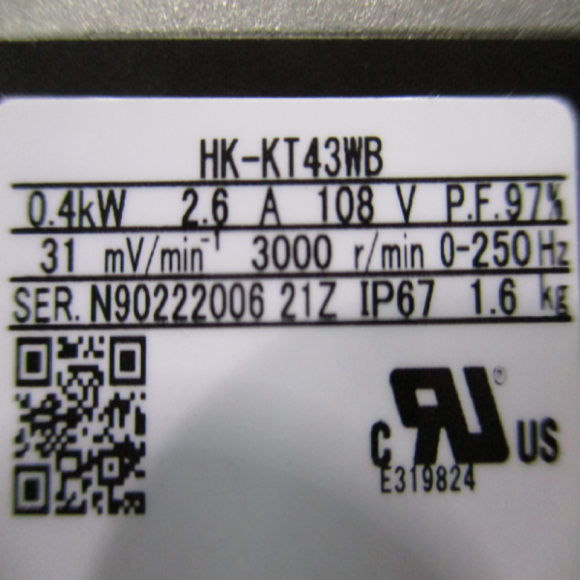 HK-KT43WB
0.4kW 2.6 A 108 V P.F.97%
31 mV/min⁻¹ 3000 r/min 0-250 Hz
SER. N90222006 21Z IP67 1.6 kg
c RU ® US
E319824